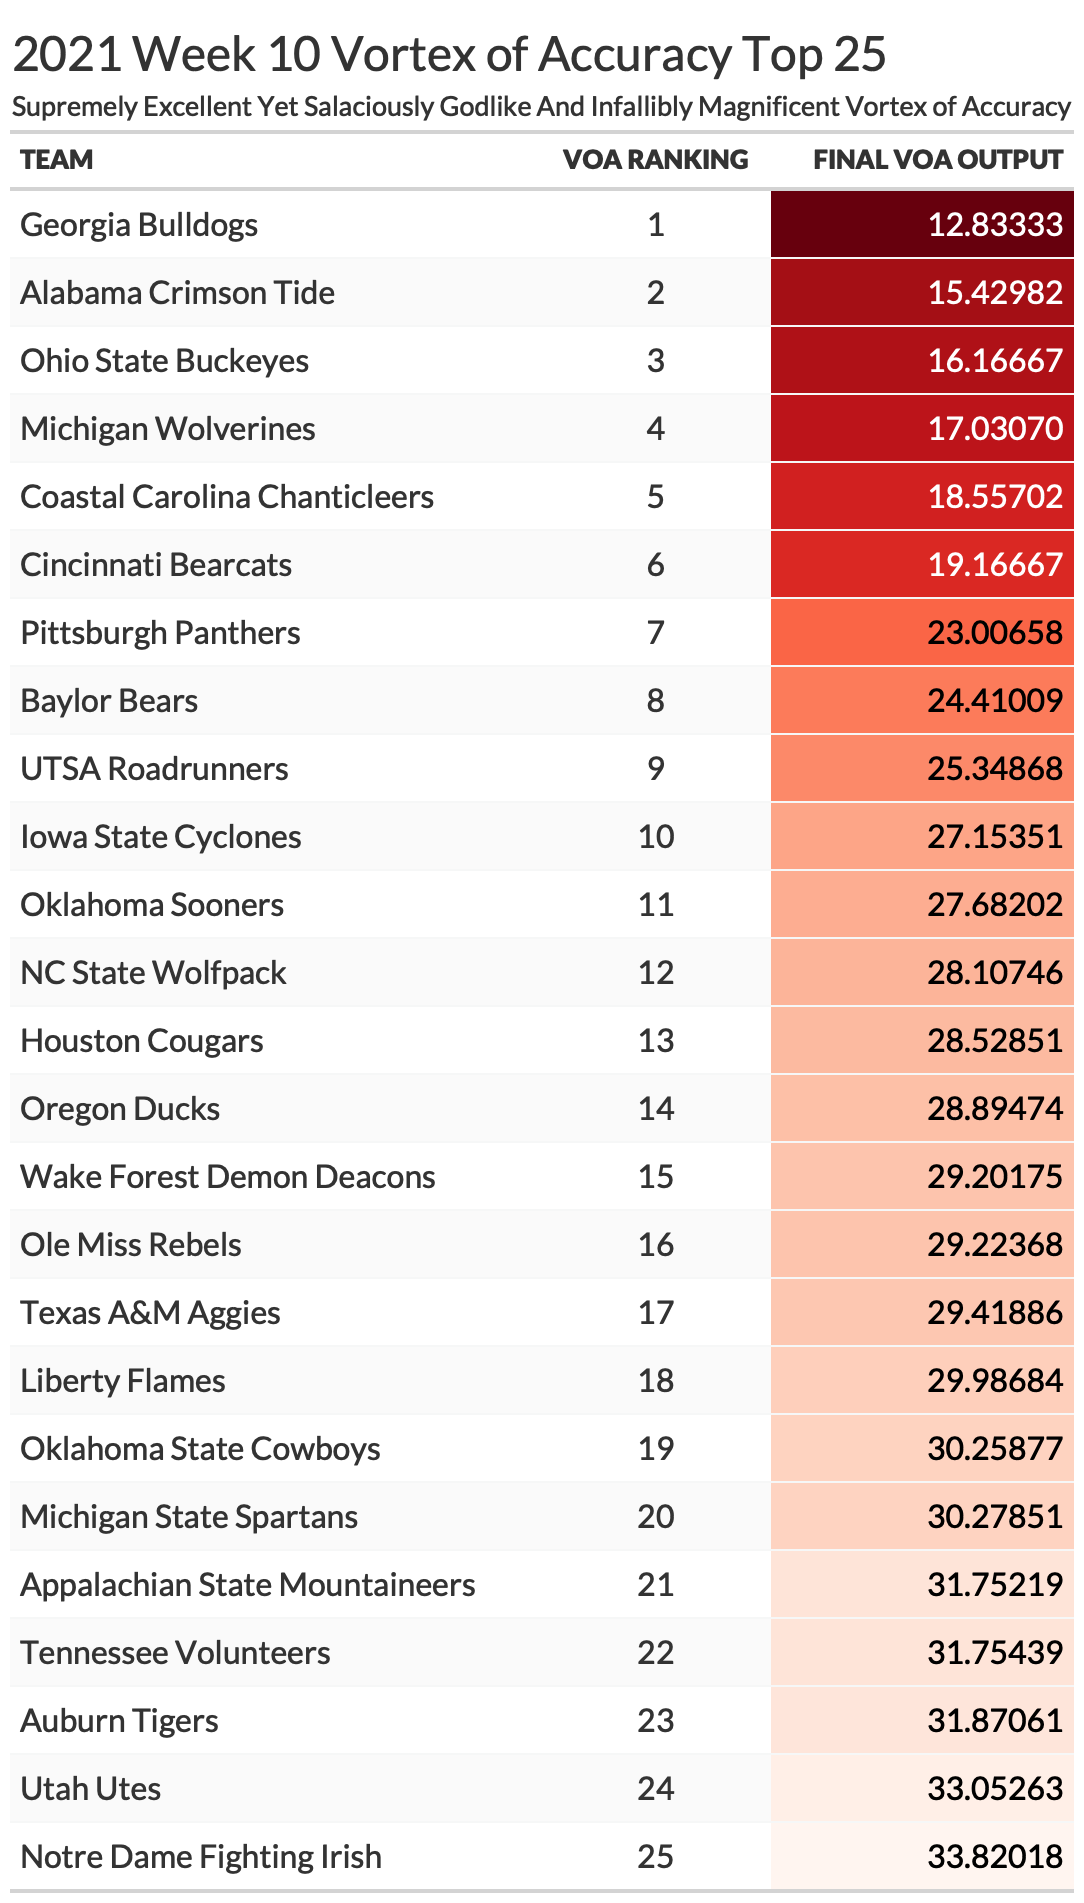 2021 Week 10 Vortex of Accuracy Top 25
Supremely Excellent Yet Salaciously Godlike And Infallibly Magnificent Vortex of Accuracy
TEAM VOA RANKING FINAL VOA OUTPUT
Georgia Bulldogs 1 12.83333
Alabama Crimson Tide 2 15.42982
Ohio State Buckeyes 3 16.16667
Michigan Wolverines 4 17.03070
Coastal Carolina Chanticleers 5 18.55702
Cincinnati Bearcats 6 19.16667
Pittsburgh Panthers 7 23.00658
Baylor Bears 8 24.41009
UTSA Roadrunners 9 25.34868
Iowa State Cyclones 10 27.15351
Oklahoma Sooners 11 27.68202
NC State Wolfpack 12 28.10746
Houston Cougars 13 28.52851
Oregon Ducks 14 28.89474
Wake Forest Demon Deacons 15 29.20175
Ole Miss Rebels 16 29.22368
Texas A&M Aggies 17 29.41886
Liberty Flames 18 29.98684
Oklahoma State Cowboys 19 30.25877
Michigan State Spartans 20 30.27851
Appalachian State Mountaineers 21 31.75219
Tennessee Volunteers 22 31.75439
Auburn Tigers 23 31.87061
Utah Utes 24 33.05263
Notre Dame Fighting Irish 25 33.82018